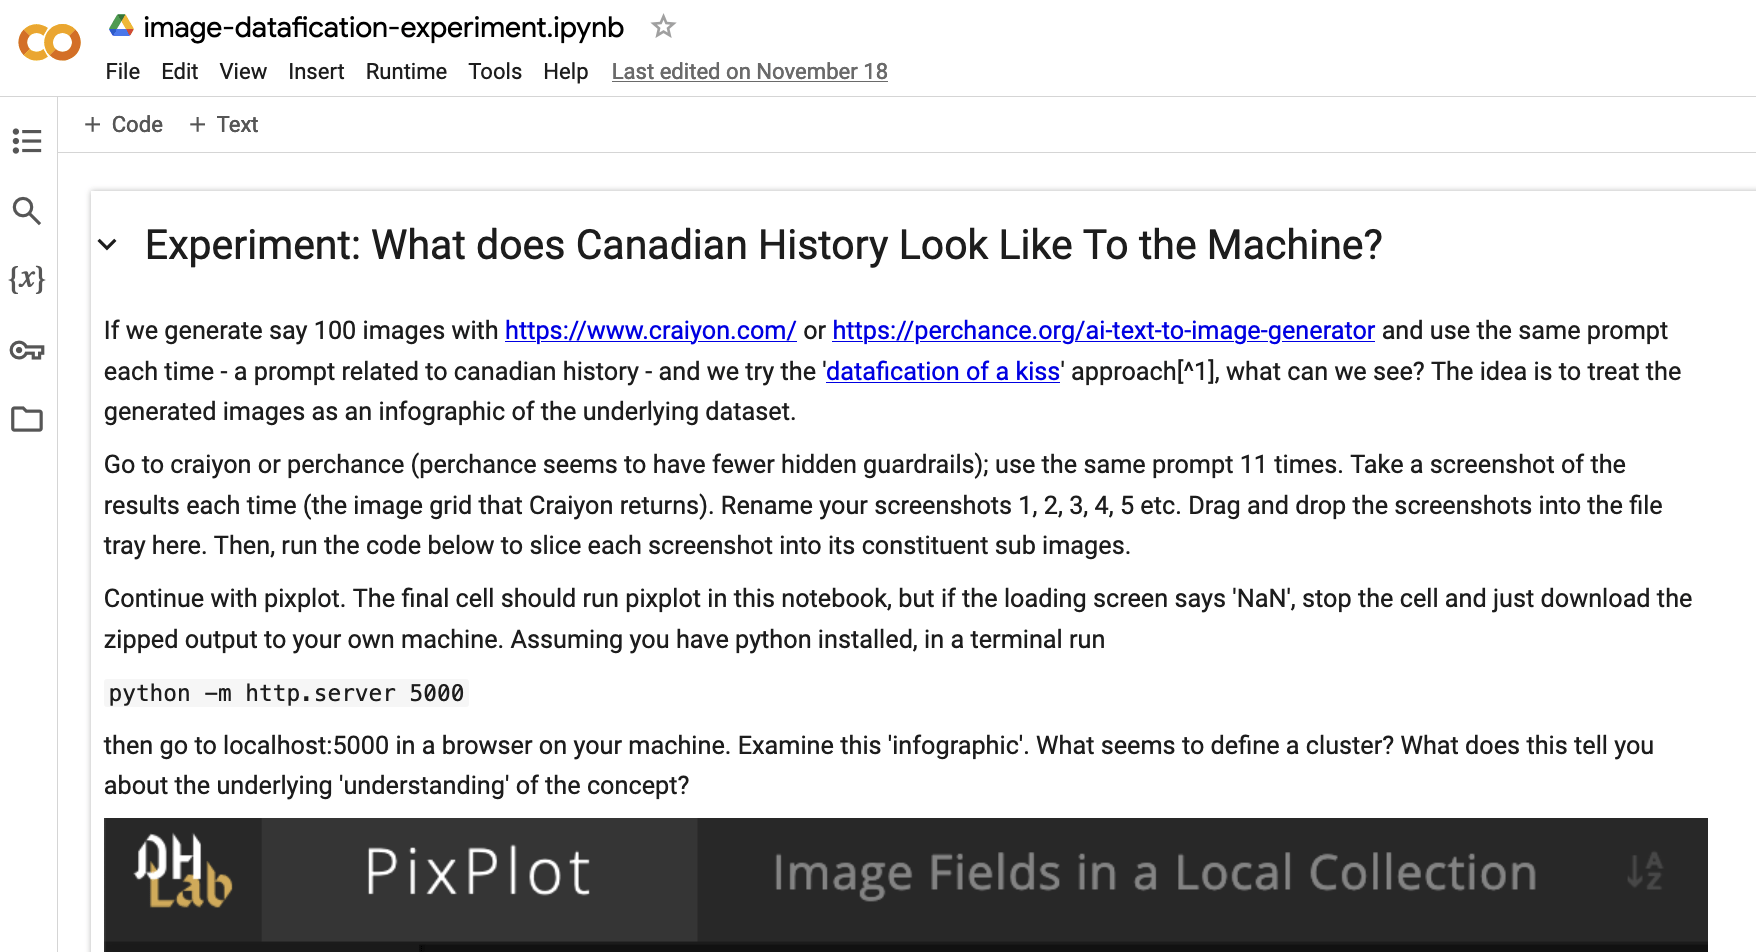 image-datafication-experiment.ipynb
File Edit View Insert Runtime Tools Help Last edited on November 18
+ Code + Text
{x}
Experiment: What does Canadian History Look Like To the Machine?
If we generate say 100 images with https://www.craiyon.com/ or https://perchance.org/ai-text-to-image-generator and use the same prompt
each time - a prompt related to canadian history - and we try the 'datafication of a kiss' approach[^1], what can we see? The idea is to treat the
generated images as an infographic of the underlying dataset.
Go to craiyon or perchance (perchance seems to have fewer hidden guardrails); use the same prompt 11 times. Take a screenshot of the
results each time (the image grid that Craiyon returns). Rename your screenshots 1, 2, 3, 4, 5 etc. Drag and drop the screenshots into the file
tray here. Then, run the code below to slice each screenshot into its constituent sub images.
Continue with pixplot. The final cell should run pixplot in this notebook, but if the loading screen says 'NaN', stop the cell and just download the
zipped output to your own machine. Assuming you have python installed, in a terminal run
python -m http.server 5000
then go to localhost:5000 in a browser on your machine. Examine this 'infographic'. What seems to define a cluster? What does this tell you
about the underlying 'understanding' of the concept?
DH Lab PixPlot Image Fields in a Local Collection A Z